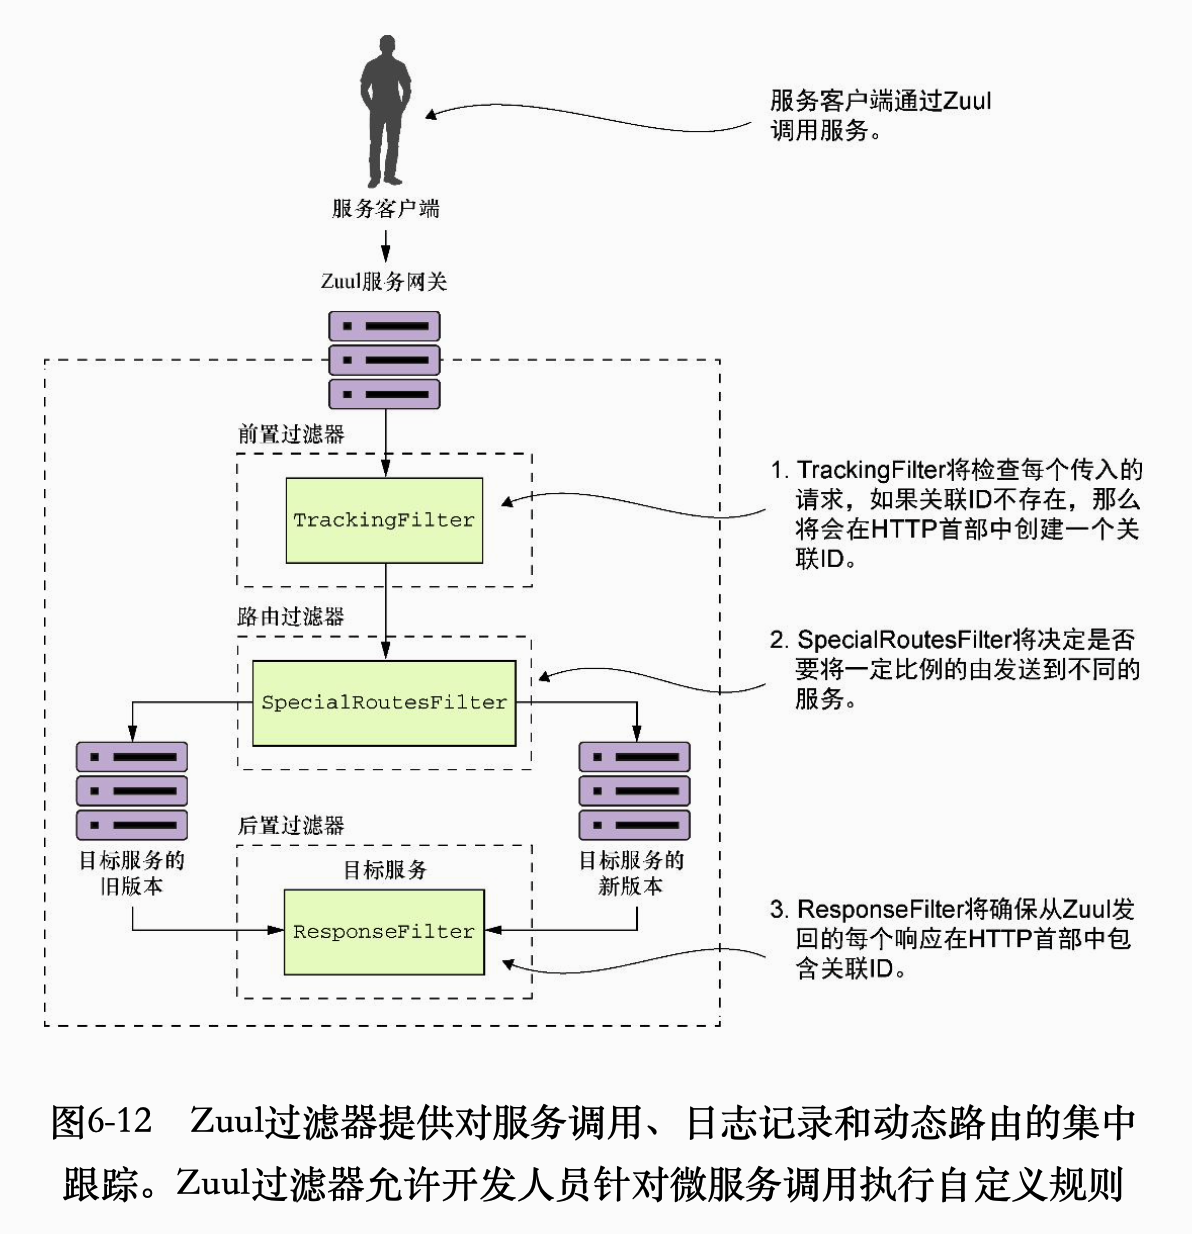 服务客户端通过Zuul
调用服务。
服务客户端
Zuul服务网关
前置过滤器
TrackingFilter
1. TrackingFilter将检查每个传入的
请求，如果关联ID不存在，那么
将会在HTTP首部中创建一个关
联ID。
路由过滤器
SpecialRoutesFilter
2. SpecialRoutesFilter将决定是否
要将一定比例的由发送到不同的
服务。
目标服务的
旧版本
目标服务的
新版本
后置过滤器
目标服务
ResponseFilter
3. ResponseFilter将确保从Zuul发
回的每个响应在HTTP首部中包
含关联ID。
图6-12 Zuul过滤器提供对服务调用、日志记录和动态路由的集中
跟踪。Zuul过滤器允许开发人员针对微服务调用执行自定义规则